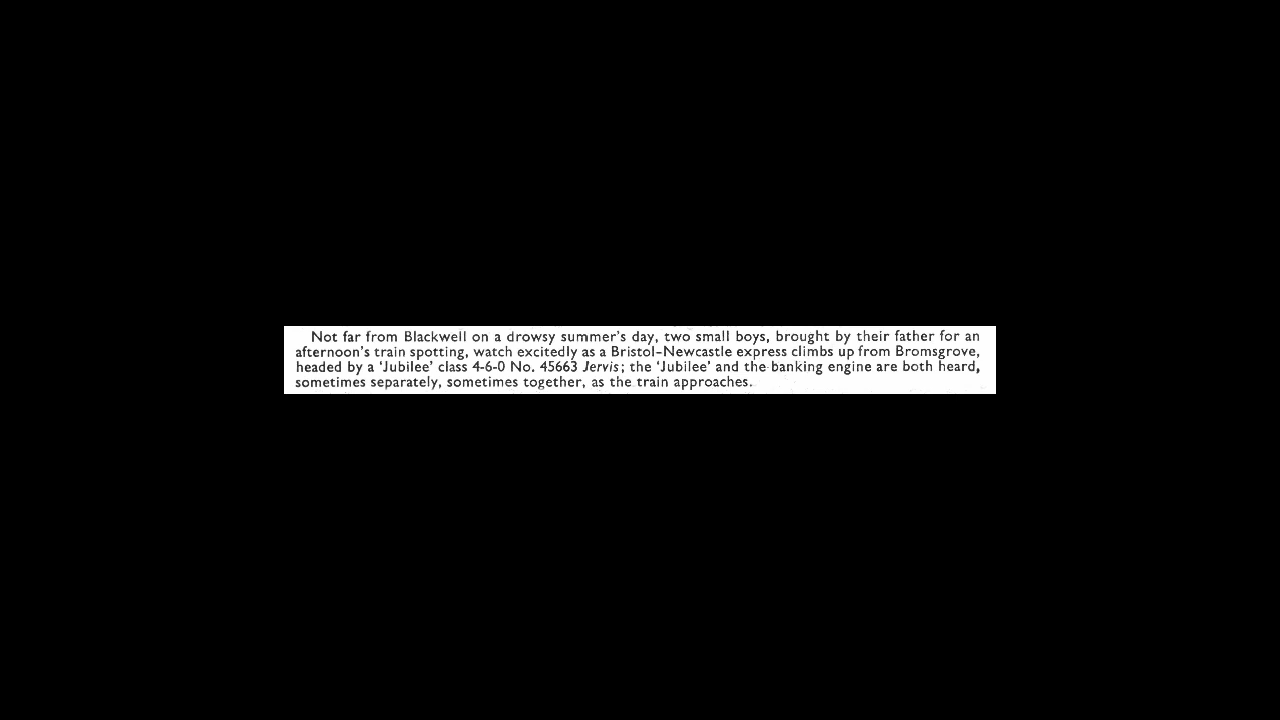 Not far from Blackwell on a drowsy summer's day, two small boys, brought by their father for an
afternoon's train spotting, watch excitedly as a Bristol–Newcastle express climbs up from Bromsgrove,
headed by a 'Jubilee' class 4-6-0 No. 45663 Jervis; the 'Jubilee' and the banking engine are both heard,
sometimes separately, sometimes together, as the train approaches.